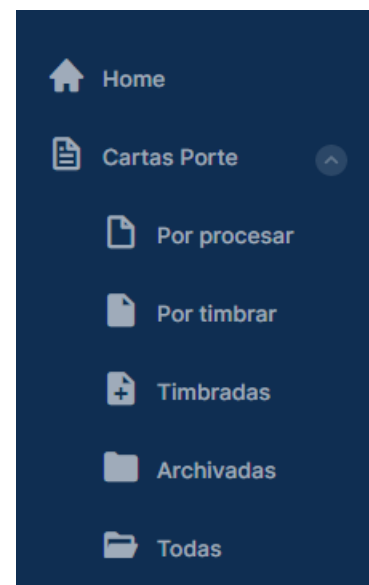 Home
Cartas Porte
Por procesar
Por timbrar
Timbradas
Archivadas
Todas